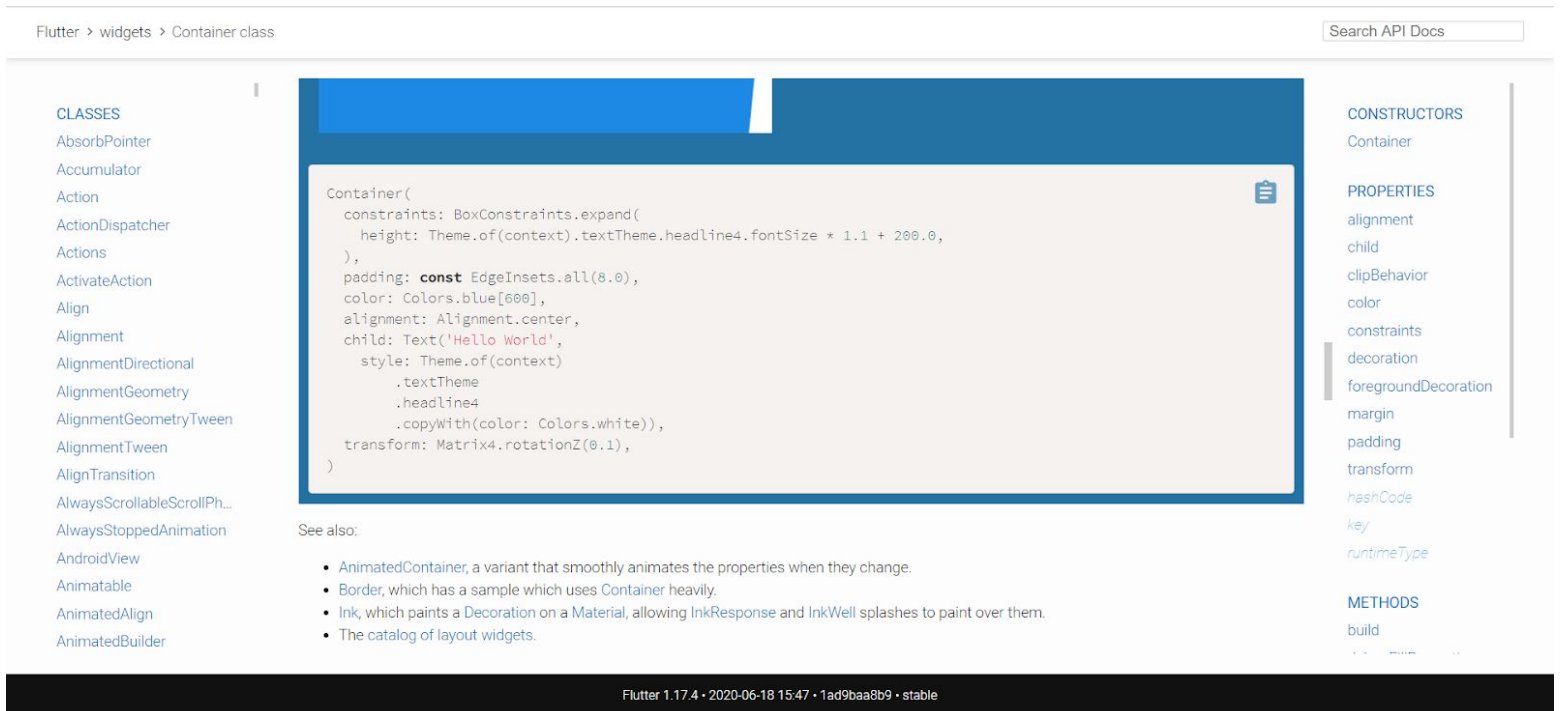 Flutter > widgets > Container class
Search API Docs
CLASSES
AbsorbPointer
Accumulator
Action
ActionDispatcher
Actions
ActivateAction
Align
Alignment
AlignmentDirectional
AlignmentGeometry
AlignmentGeometryTween
AlignmentTween
AlignTransition
AlwaysScrollableScrollPh...
AlwaysStoppedAnimation
AndroidView
Animatable
AnimatedAlign
AnimatedBuilder
Container(
  constraints: BoxConstraints.expand(
    height: Theme.of(context).textTheme.headline4.fontSize * 1.1 + 200.0,
  ),
  padding: const EdgeInsets.all(8.0),
  color: Colors.blue[600],
  alignment: Alignment.center,
  child: Text('Hello World',
    style: Theme.of(context)
        .textTheme
        .headline4
        .copyWith(color: Colors.white)),
  transform: Matrix4.rotationZ(0.1),
)
See also:
• AnimatedContainer, a variant that smoothly animates the properties when they change.
• Border, which has a sample which uses Container heavily.
• Ink, which paints a Decoration on a Material, allowing InkResponse and InkWell splashes to paint over them.
• The catalog of layout widgets.
CONSTRUCTORS
Container
PROPERTIES
alignment
child
clipBehavior
color
constraints
decoration
foregroundDecoration
margin
padding
transform
hashCode
key
runtimeType
METHODS
build
Flutter 1.17.4 • 2020-06-18 15:47 • 1ad9baa8b9 • stable